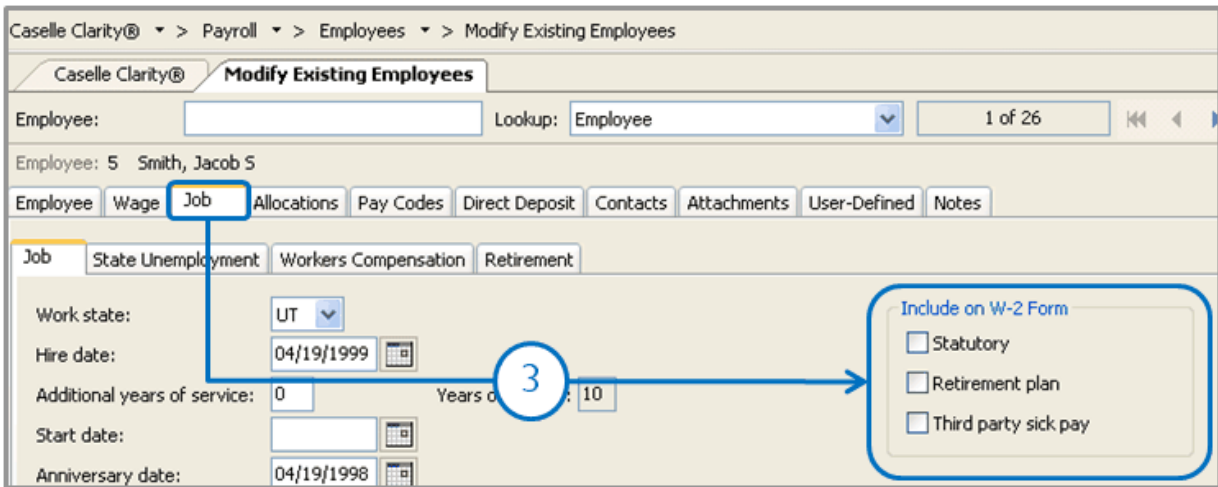 Caselle Clarity® > Payroll > Employees > Modify Existing Employees
Caselle Clarity® Modify Existing Employees
Employee: Lookup: Employee 1 of 26
Employee: 5 Smith, Jacob S
Employee Wage Job Allocations Pay Codes Direct Deposit Contacts Attachments User-Defined Notes
Job State Unemployment Workers Compensation Retirement
Work state: UT
Hire date: 04/19/1999
Additional years of service: 0 Years 10
Start date:
Anniversary date: 04/19/1998
3
Include on W-2 Form
Statutory
Retirement plan
Third party sick pay